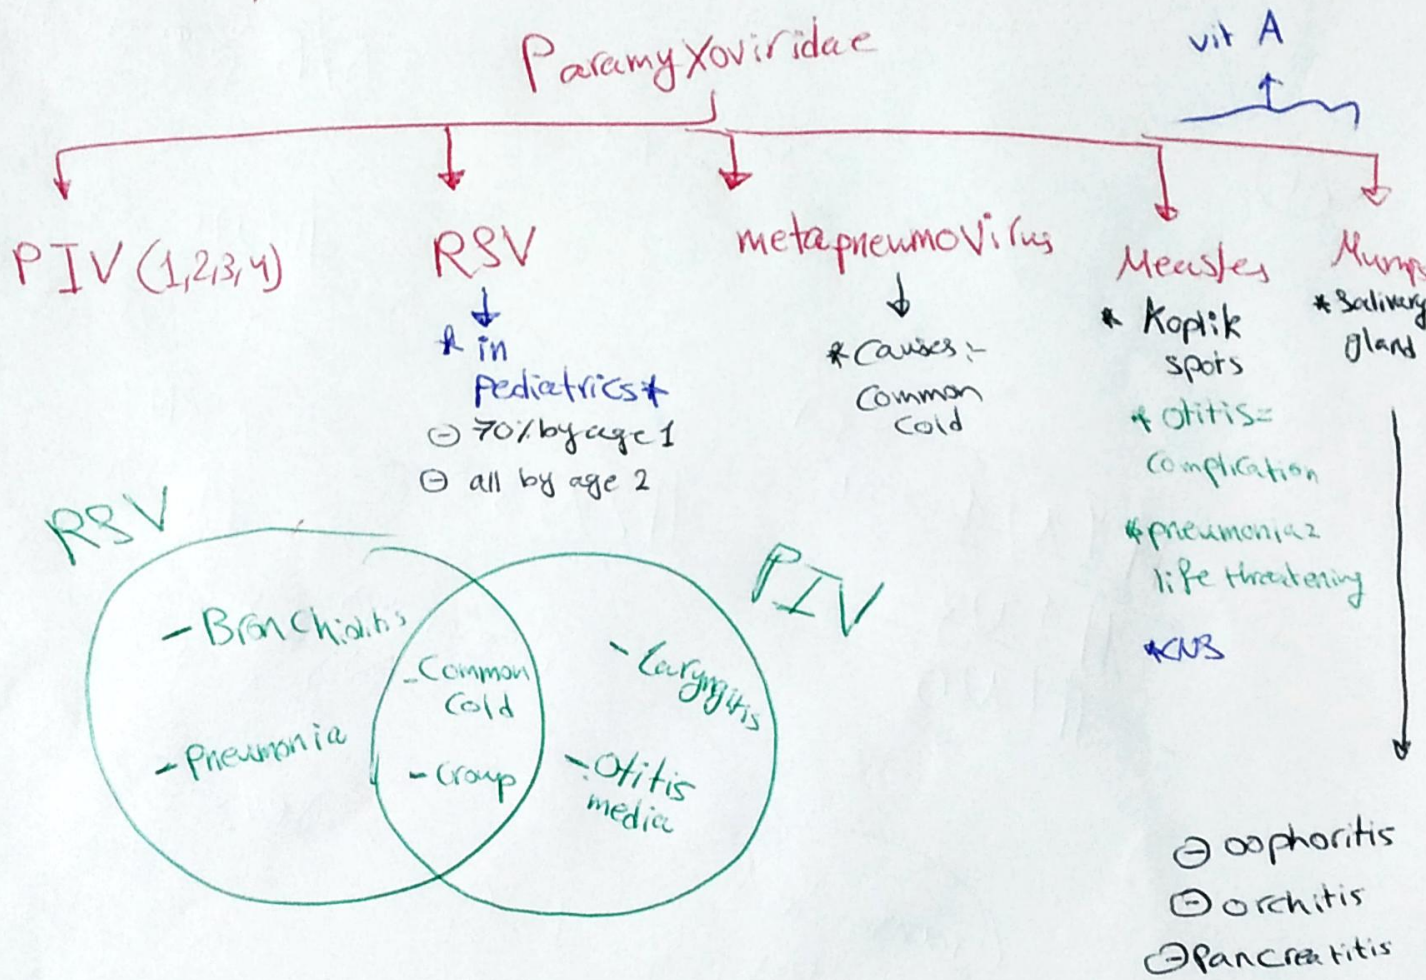 Paramyxoviridae
vit A
PIV (1,2,3,4)
RSV
metapneumoVirus
Measles
Mumps
* in
pediatrics*
⊖ 70% by age 1
⊖ all by age 2
* Causes :-
Common
Cold
* Koplik
spots
* Otitis=
Complication
* pneumonia=
life threatening
* CNS
* Salivary
gland
RSV
PIV
- Bronchiolitis
- Pneumonia
- Common
Cold
- Croup
- Laryngitis
- Otitis
media
⊖ oophoritis
⊖ orchitis
⊖ pancreatitis